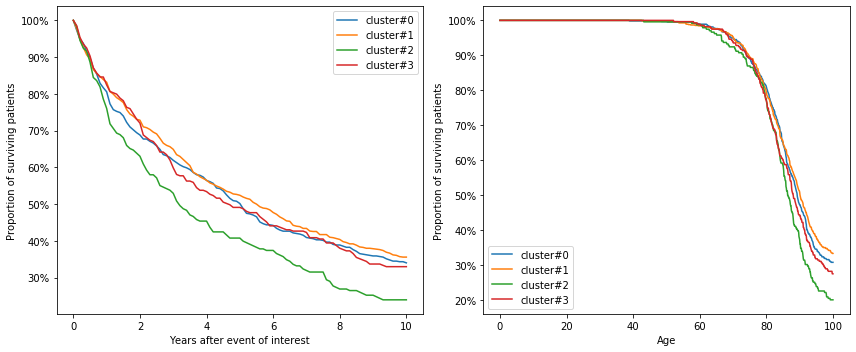 100%
90%
80%
70%
60%
50%
40%
30%
Proportion of surviving patients
0
2
4
6
8
10
Years after event of interest
cluster#0
cluster#1
cluster#2
cluster#3
100%
90%
80%
70%
60%
50%
40%
30%
20%
Proportion of surviving patients
0
20
40
60
80
100
Age
cluster#0
cluster#1
cluster#2
cluster#3